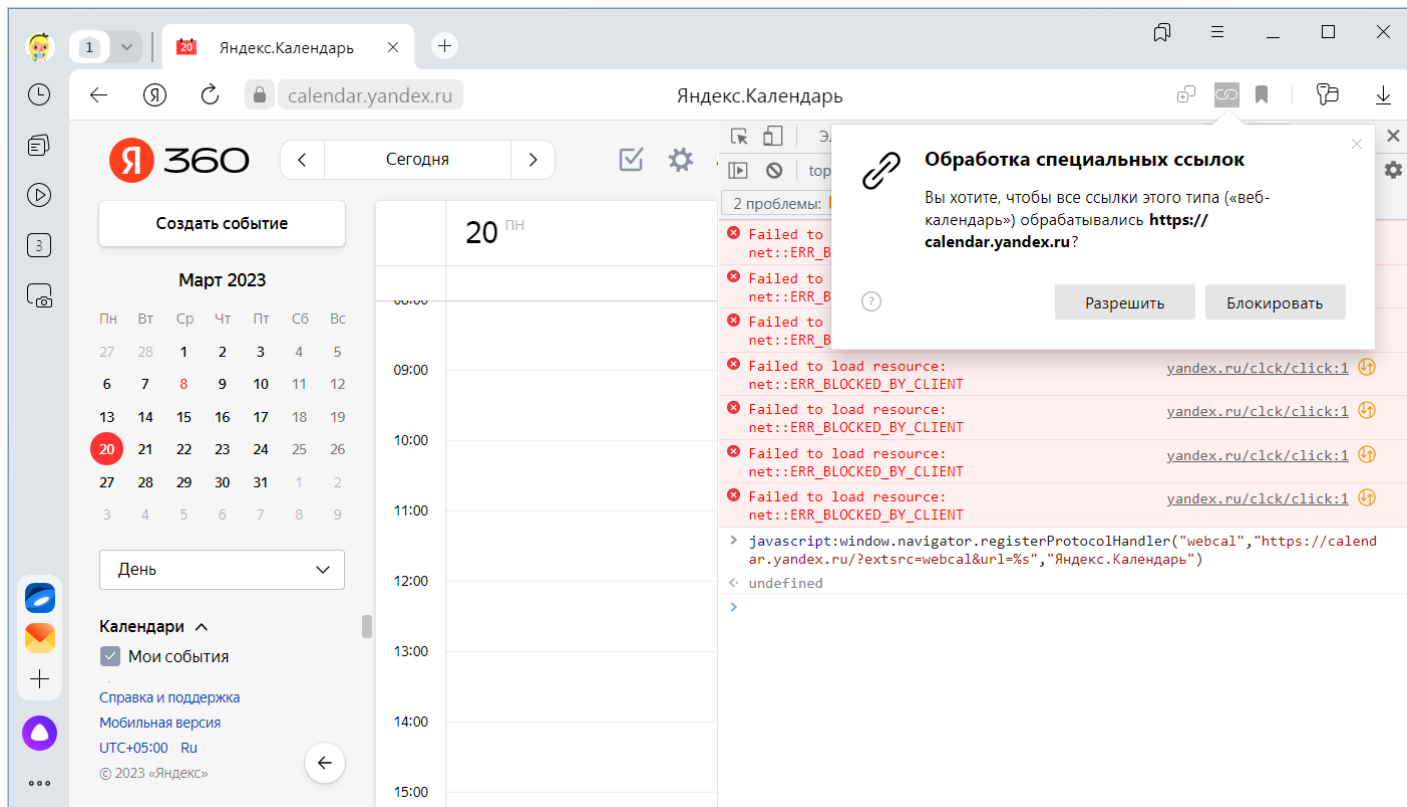 1
20
Яндекс.Календарь
calendar.yandex.ru
Яндекс.Календарь
3
Я 360
Сегодня
Создать событие
Март 2023
Пн Вт Ср Чт Пт Сб Вс
27 28 1 2 3 4 5
6 7 8 9 10 11 12
13 14 15 16 17 18 19
20 21 22 23 24 25 26
27 28 29 30 31 1 2
3 4 5 6 7 8 9
День
Календари
Мои события
Справка и поддержка
Мобильная версия
UTC+05:00 Ru
© 2023 «Яндекс»
20 ПН
09:00
10:00
11:00
12:00
13:00
14:00
15:00
top
2 проблемы:
Обработка специальных ссылок
Вы хотите, чтобы все ссылки этого типа («веб-
календарь») обрабатывались https://
calendar.yandex.ru?
? Разрешить Блокировать
Failed to
net::ERR_B
Failed to
net::ERR_B
Failed to
net::ERR_B
Failed to load resource: yandex.ru/clck/click:1
net::ERR_BLOCKED_BY_CLIENT
Failed to load resource: yandex.ru/clck/click:1
net::ERR_BLOCKED_BY_CLIENT
Failed to load resource: yandex.ru/clck/click:1
net::ERR_BLOCKED_BY_CLIENT
Failed to load resource: yandex.ru/clck/click:1
net::ERR_BLOCKED_BY_CLIENT
> javascript:window.navigator.registerProtocolHandler("webcal","https://calend
ar.yandex.ru/?extsrc=webcal&url=%s","Яндекс.Календарь")
undefined
>